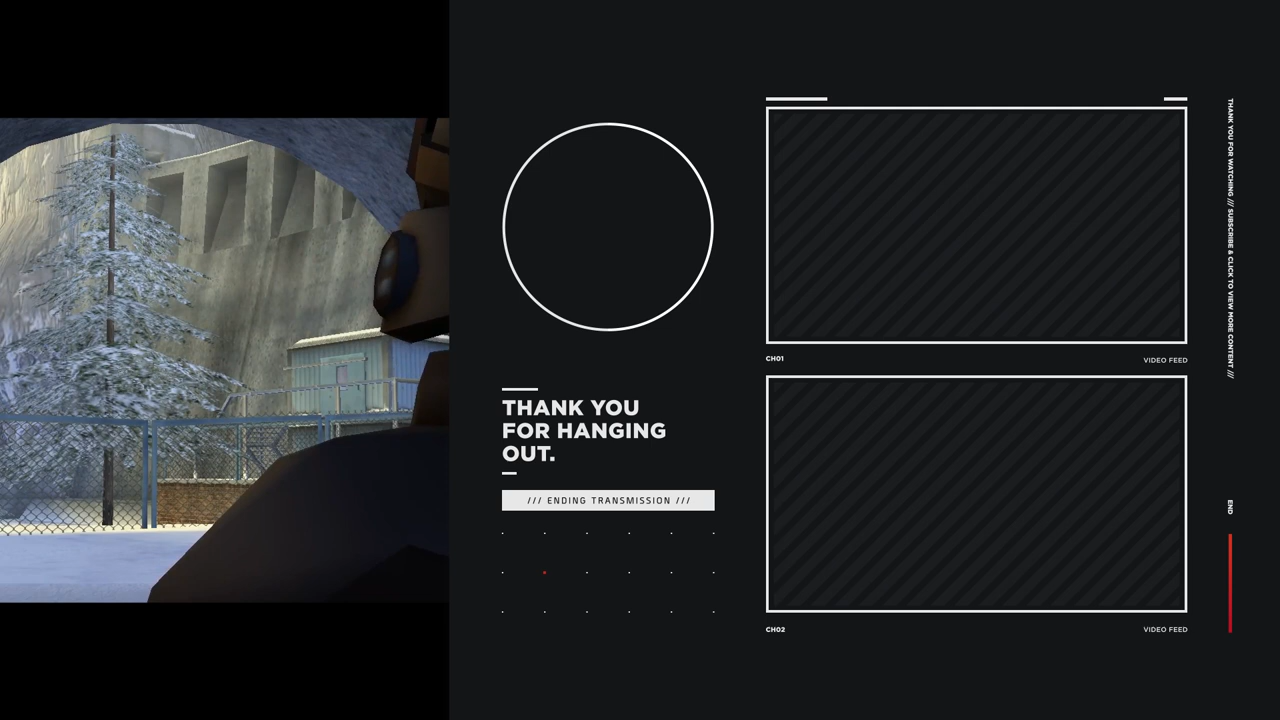 THANK YOU
FOR HANGING
OUT.
/// ENDING TRANSMISSION ///
CH01
VIDEO FEED
CH02
VIDEO FEED
THANK YOU FOR WATCHING /// SUBSCRIBE & CLICK TO VIEW MORE CONTENT ///
END